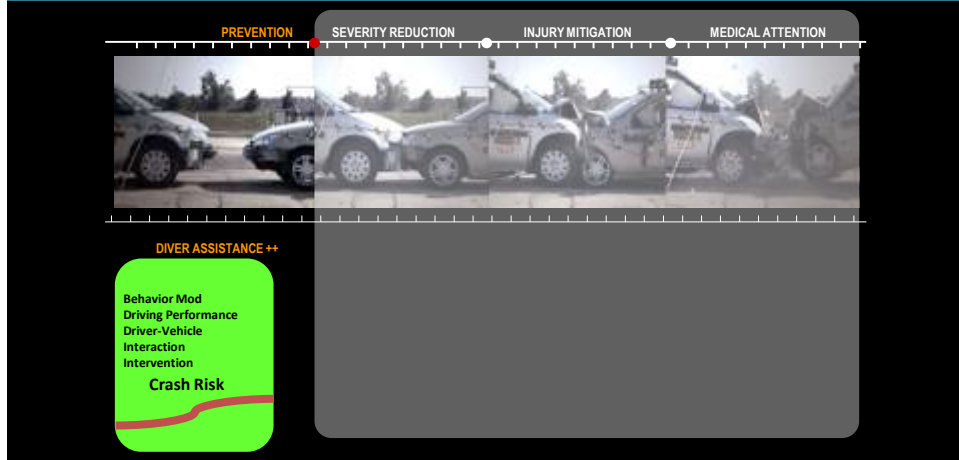 PREVENTION
SEVERITY REDUCTION
INJURY MITIGATION
MEDICAL ATTENTION
DIVER ASSISTANCE ++
Behavior Mod
Driving Performance
Driver-Vehicle
Interaction
Intervention
Crash Risk